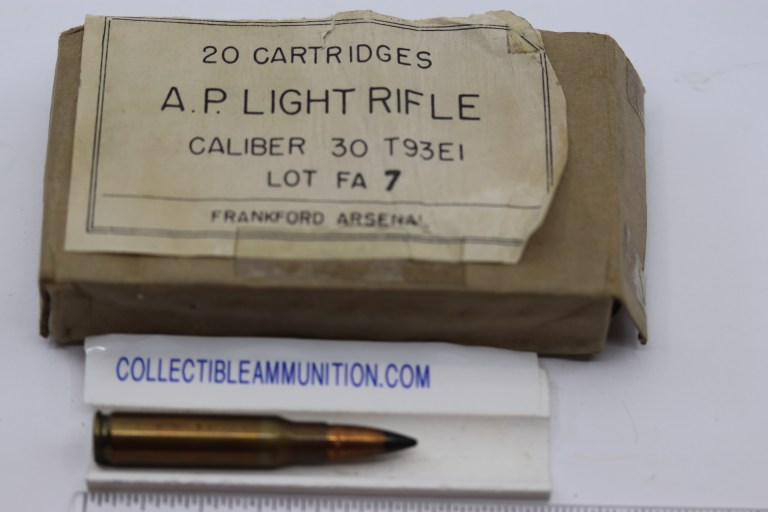 20 CARTRIDGES
A.P. LIGHT RIFLE
CALIBER 30 T93E1
LOT FA 7
FRANKFORD ARSENAL
COLLECTIBLEAMMUNITION.COM